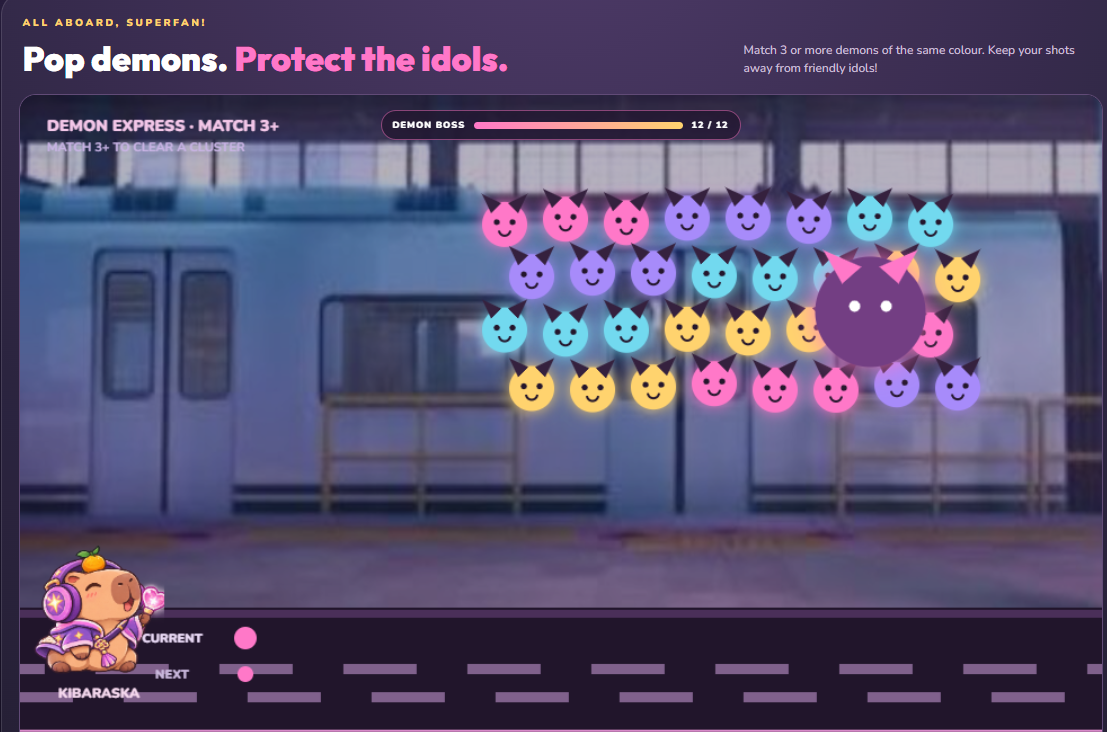 ALL ABOARD, SUPERFAN!
Pop demons. Protect the idols.
Match 3 or more demons of the same colour. Keep your shots
away from friendly idols!
DEMON EXPRESS · MATCH 3+
MATCH 3+ TO CLEAR A CLUSTER
DEMON BOSS 12 / 12
CURRENT
NEXT
KIBARASKA